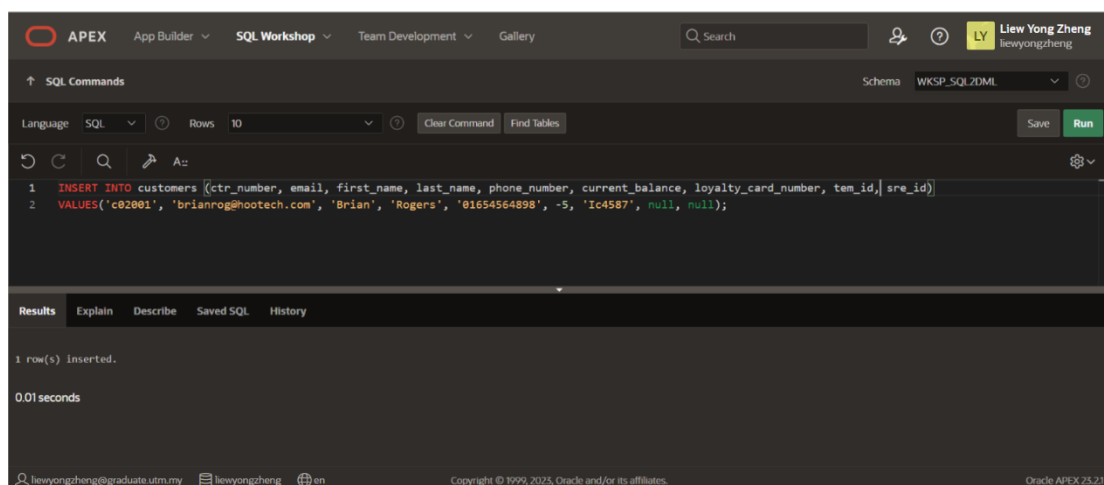 APEX App Builder SQL Workshop Team Development Gallery Search LY Liew Yong Zheng
liewyongzheng
SQL Commands Schema WKSP_SQL2DML
Language SQL Rows 10 Clear Command Find Tables Save Run
A::
1 INSERT INTO customers (ctr_number, email, first_name, last_name, phone_number, current_balance, loyalty_card_number, tem_id, sre_id)
2 VALUES('c02001', 'brianrog@hootech.com', 'Brian', 'Rogers', '01654564898', -5, 'Ic4587', null, null);
Results Explain Describe Saved SQL History
1 row(s) inserted.
0.01 seconds
liewyongzheng@graduate.utm.my liewyongzheng en Copyright © 1999, 2023, Oracle and/or its affiliates. Oracle APEX 23.2.1